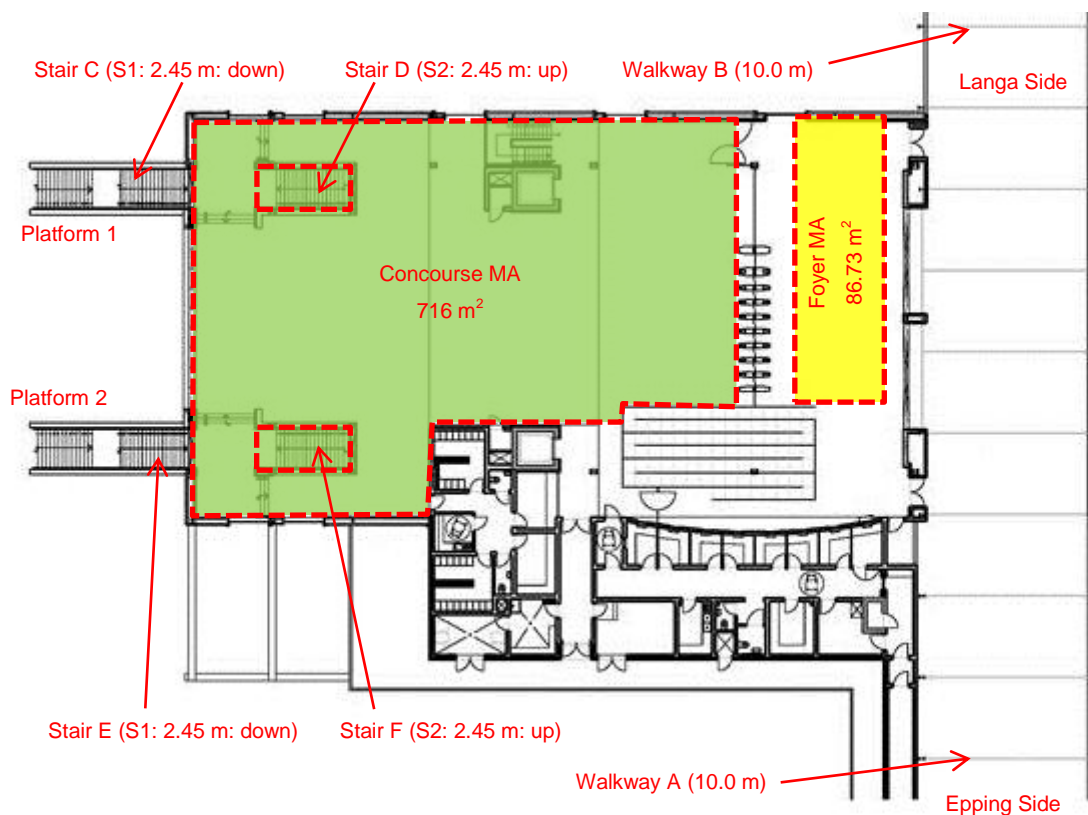 Stair C (S1: 2.45 m: down)
Stair D (S2: 2.45 m: up)
Walkway B (10.0 m)
Langa Side
Platform 1
Concourse MA
716 m²
Foyer MA
86.73 m²
Platform 2
Stair E (S1: 2.45 m: down)
Stair F (S2: 2.45 m: up)
Walkway A (10.0 m)
Epping Side